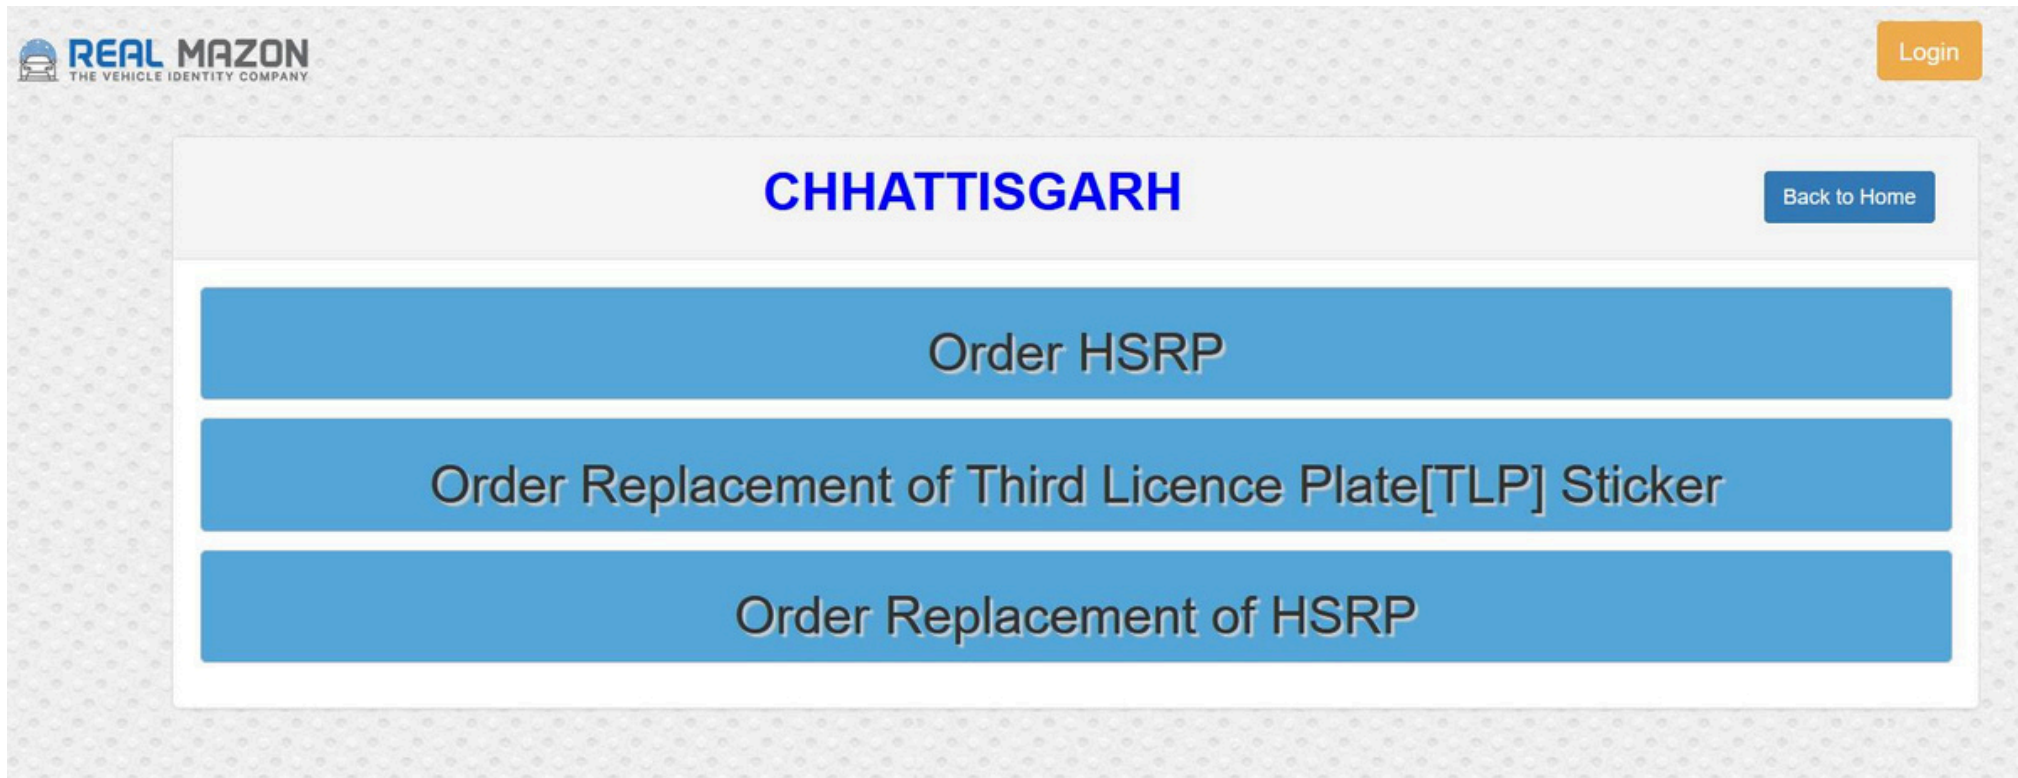 REAL MAZON
THE VEHICLE IDENTITY COMPANY
Login
CHHATTISGARH
Back to Home
Order HSRP
Order Replacement of Third Licence Plate[TLP] Sticker
Order Replacement of HSRP